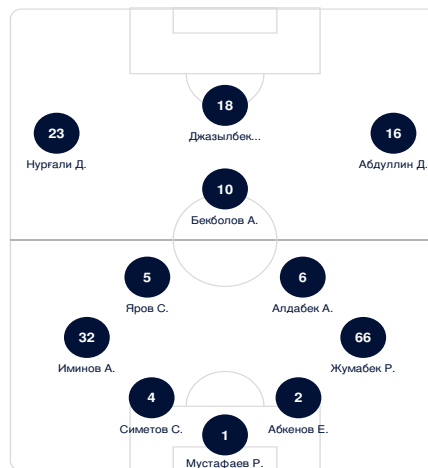 18
Джазылбек...
23
Нурғали Д.
16
Абдуллин Д.
10
Бекболов А.
5
Яров С.
6
Алдабек А.
32
Иминов А.
66
Жумабек Р.
4
Симетов С.
2
Абкенов Е.
1
Мустафаев Р.